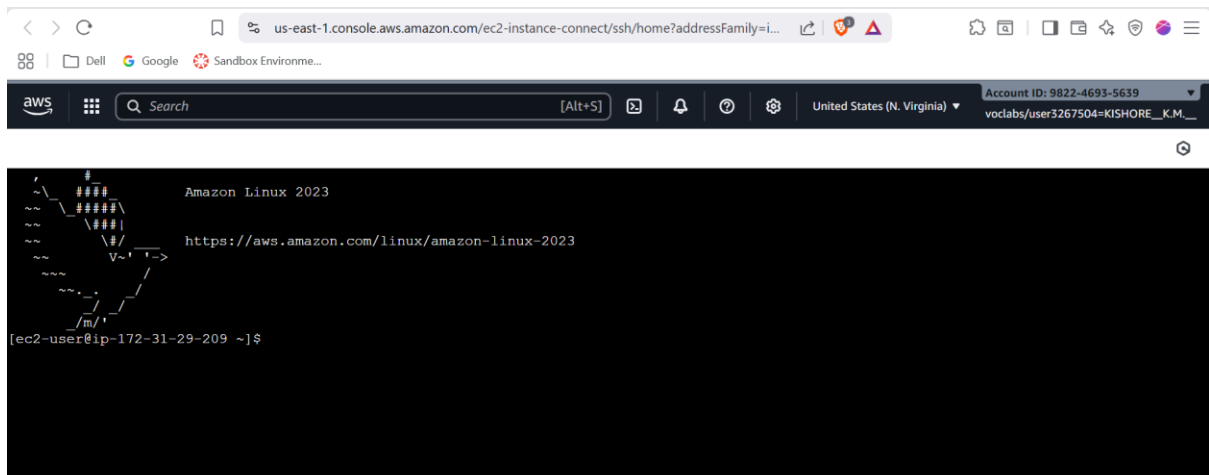 us-east-1.console.aws.amazon.com/ec2-instance-connect/ssh/home?addressFamily=i...
Dell Google Sandbox Environme...
aws Search [Alt+S] United States (N. Virginia) ▼ Account ID: 9822-4693-5639 ▼
voclabs/user3267504=KISHORE__K.M.__
   ,     #_
   ~\_  ####_        Amazon Linux 2023
  ~~  \_#####\
  ~~     \###|
  ~~       \#/ ___   https://aws.amazon.com/linux/amazon-linux-2023
   ~~       V~' '->
    ~~~         /
      ~~._.   _/
         _/ _/
       _/m/'
[ec2-user@ip-172-31-29-209 ~]$